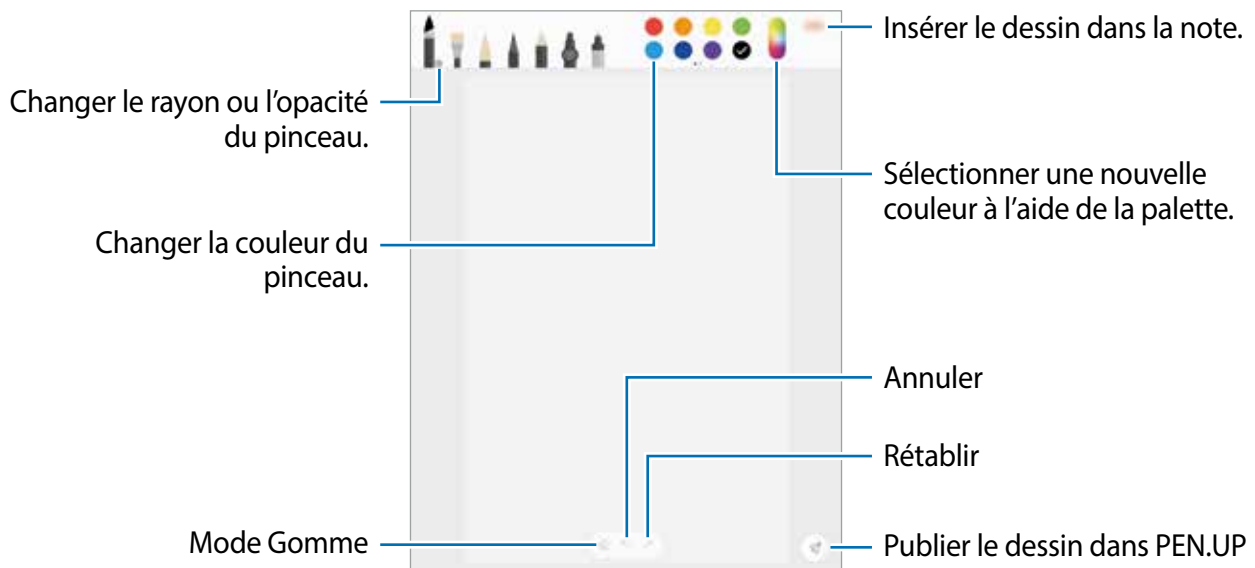 Insérer le dessin dans la note.
Changer le rayon ou l’opacité
du pinceau.
Sélectionner une nouvelle
couleur à l’aide de la palette.
Changer la couleur du
pinceau.
Annuler
Rétablir
Mode Gomme
Publier le dessin dans PEN.UP